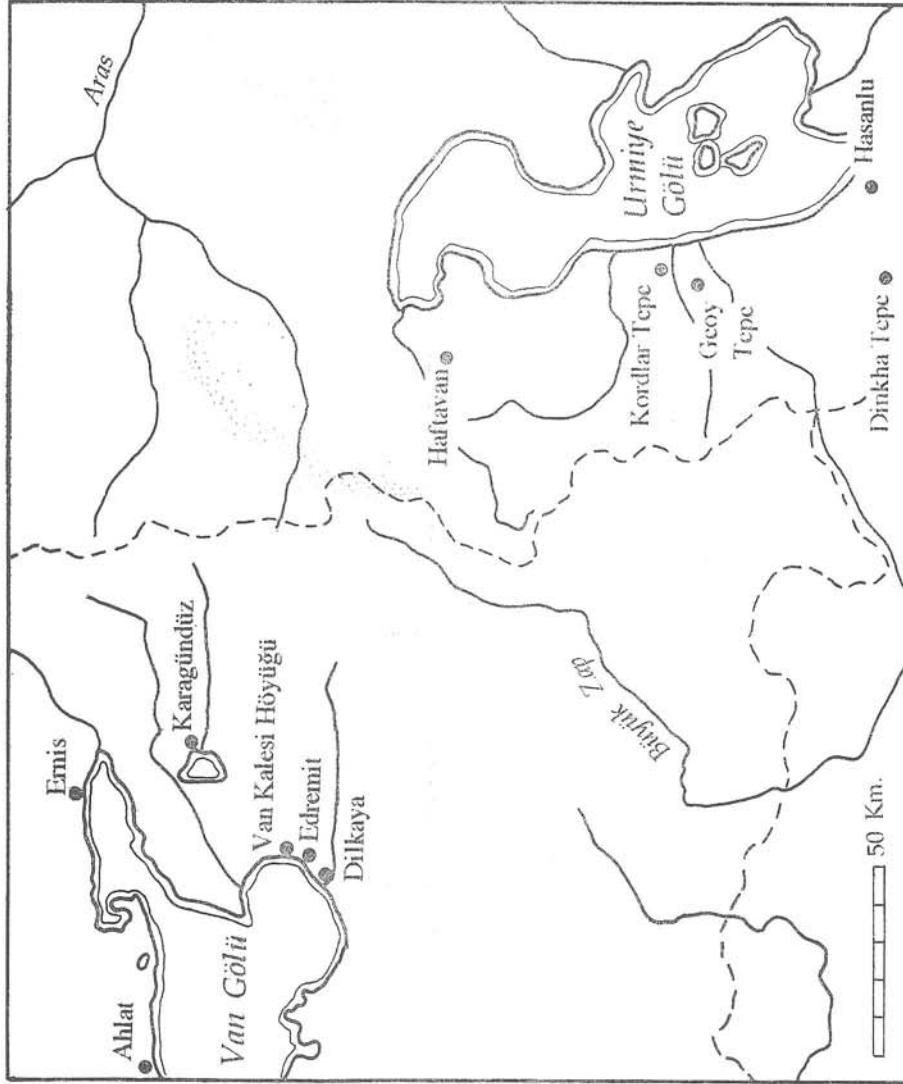 Aras
Ernis
Ahlat
Karagündüz
Van Gölü
Van Kalesi Höyüğü
Edremit
Dilkaya
Urmiye
Gölü
Haftavan
Kordlar Tepe
Geoy
Tepe
Büyük Zap
Hasanlu
Dinkha Tepe
50 Km.